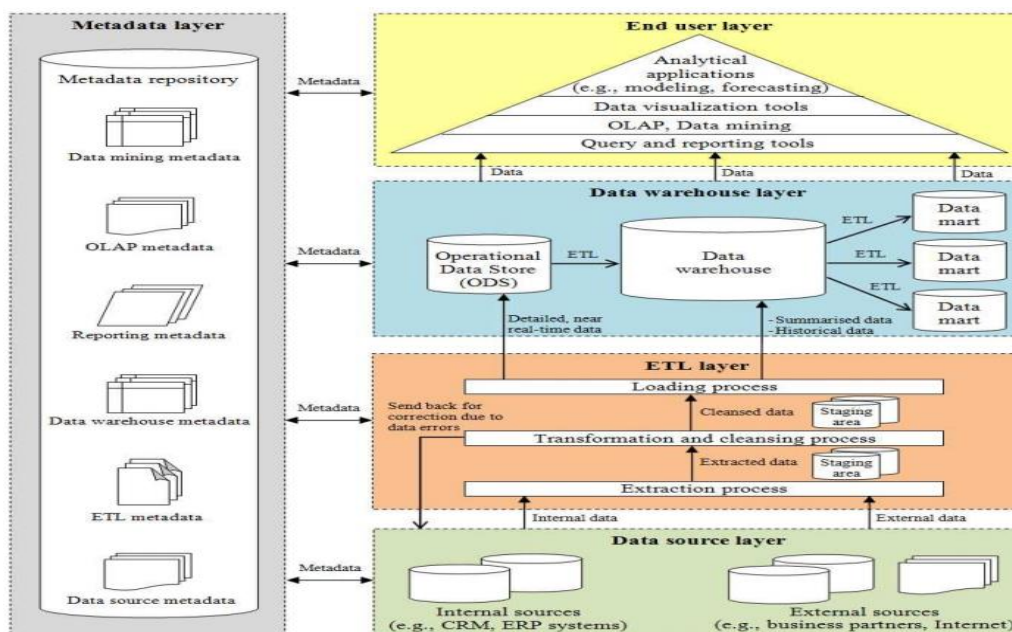 Metadata layer
Metadata repository
Data mining metadata
OLAP metadata
Reporting metadata
Data warehouse metadata
ETL metadata
Data source metadata
Metadata
Metadata
Metadata
Metadata
End user layer
Analytical
applications
(e.g., modeling, forecasting)
Data visualization tools
OLAP, Data mining
Query and reporting tools
Data
Data
Data
Data warehouse layer
Operational
Data Store
(ODS)
ETL
Data
warehouse
ETL
ETL
ETL
Data
mart
Data
mart
Data
mart
Detailed, near
real-time data
- Summarised data
-Historical data
ETL layer
Loading process
Send back for
correction due to
data errors
Cleansed data
Staging
area
Transformation and cleansing process
Extracted data
Staging
area
Extraction process
Internal data
External data
Data source layer
Internal sources
(e.g., CRM, ERP systems)
External sources
(e.g., business partners, Internet)